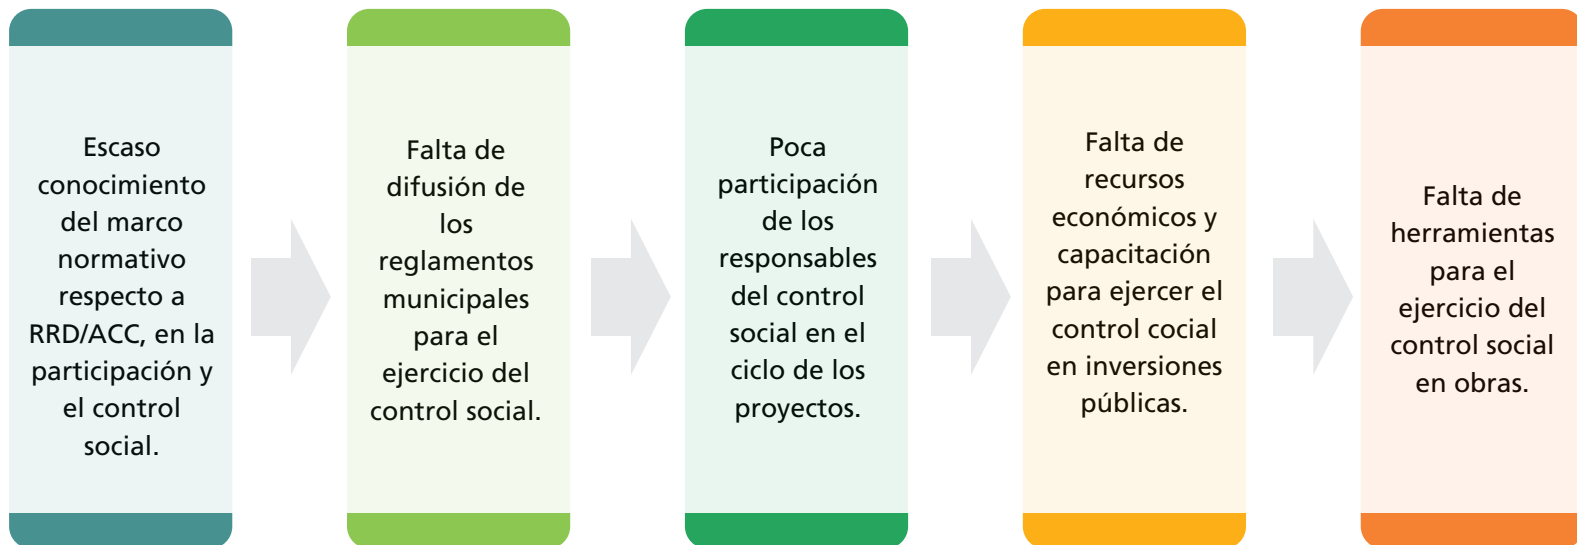 Escaso
conocimiento
del marco
normativo
respecto a
RRD/ACC, en la
participación y
el control
social.
Falta de
difusión de
los
reglamentos
municipales
para el
ejercicio del
control social.
Poca
participación
de los
responsables
del control
social en el
ciclo de los
proyectos.
Falta de
recursos
económicos y
capacitación
para ejercer el
control cocial
en inversiones
públicas.
Falta de
herramientas
para el
ejercicio del
control social
en obras.